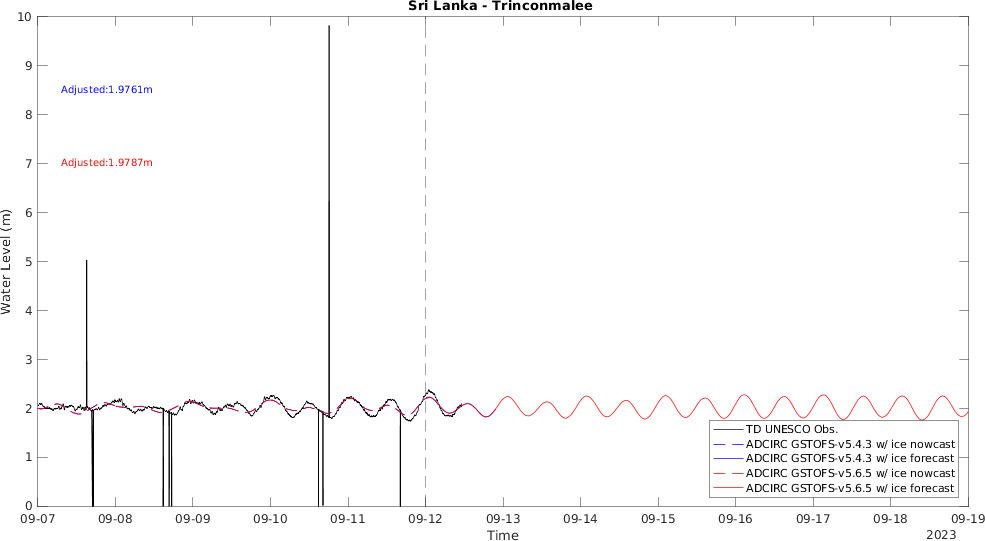 Sri Lanka - Trinconmalee
10
9
8
7
6
5
4
3
2
1
0
Water Level (m)
Adjusted:1.9761m
Adjusted:1.9787m
TD UNESCO Obs.
ADCIRC GSTOFS-v5.4.3 w/ ice nowcast
ADCIRC GSTOFS-v5.4.3 w/ ice forecast
ADCIRC GSTOFS-v5.6.5 w/ ice nowcast
ADCIRC GSTOFS-v5.6.5 w/ ice forecast
09-07 09-08 09-09 09-10 09-11 09-12 09-13 09-14 09-15 09-16 09-17 09-18 09-19
Time
2023